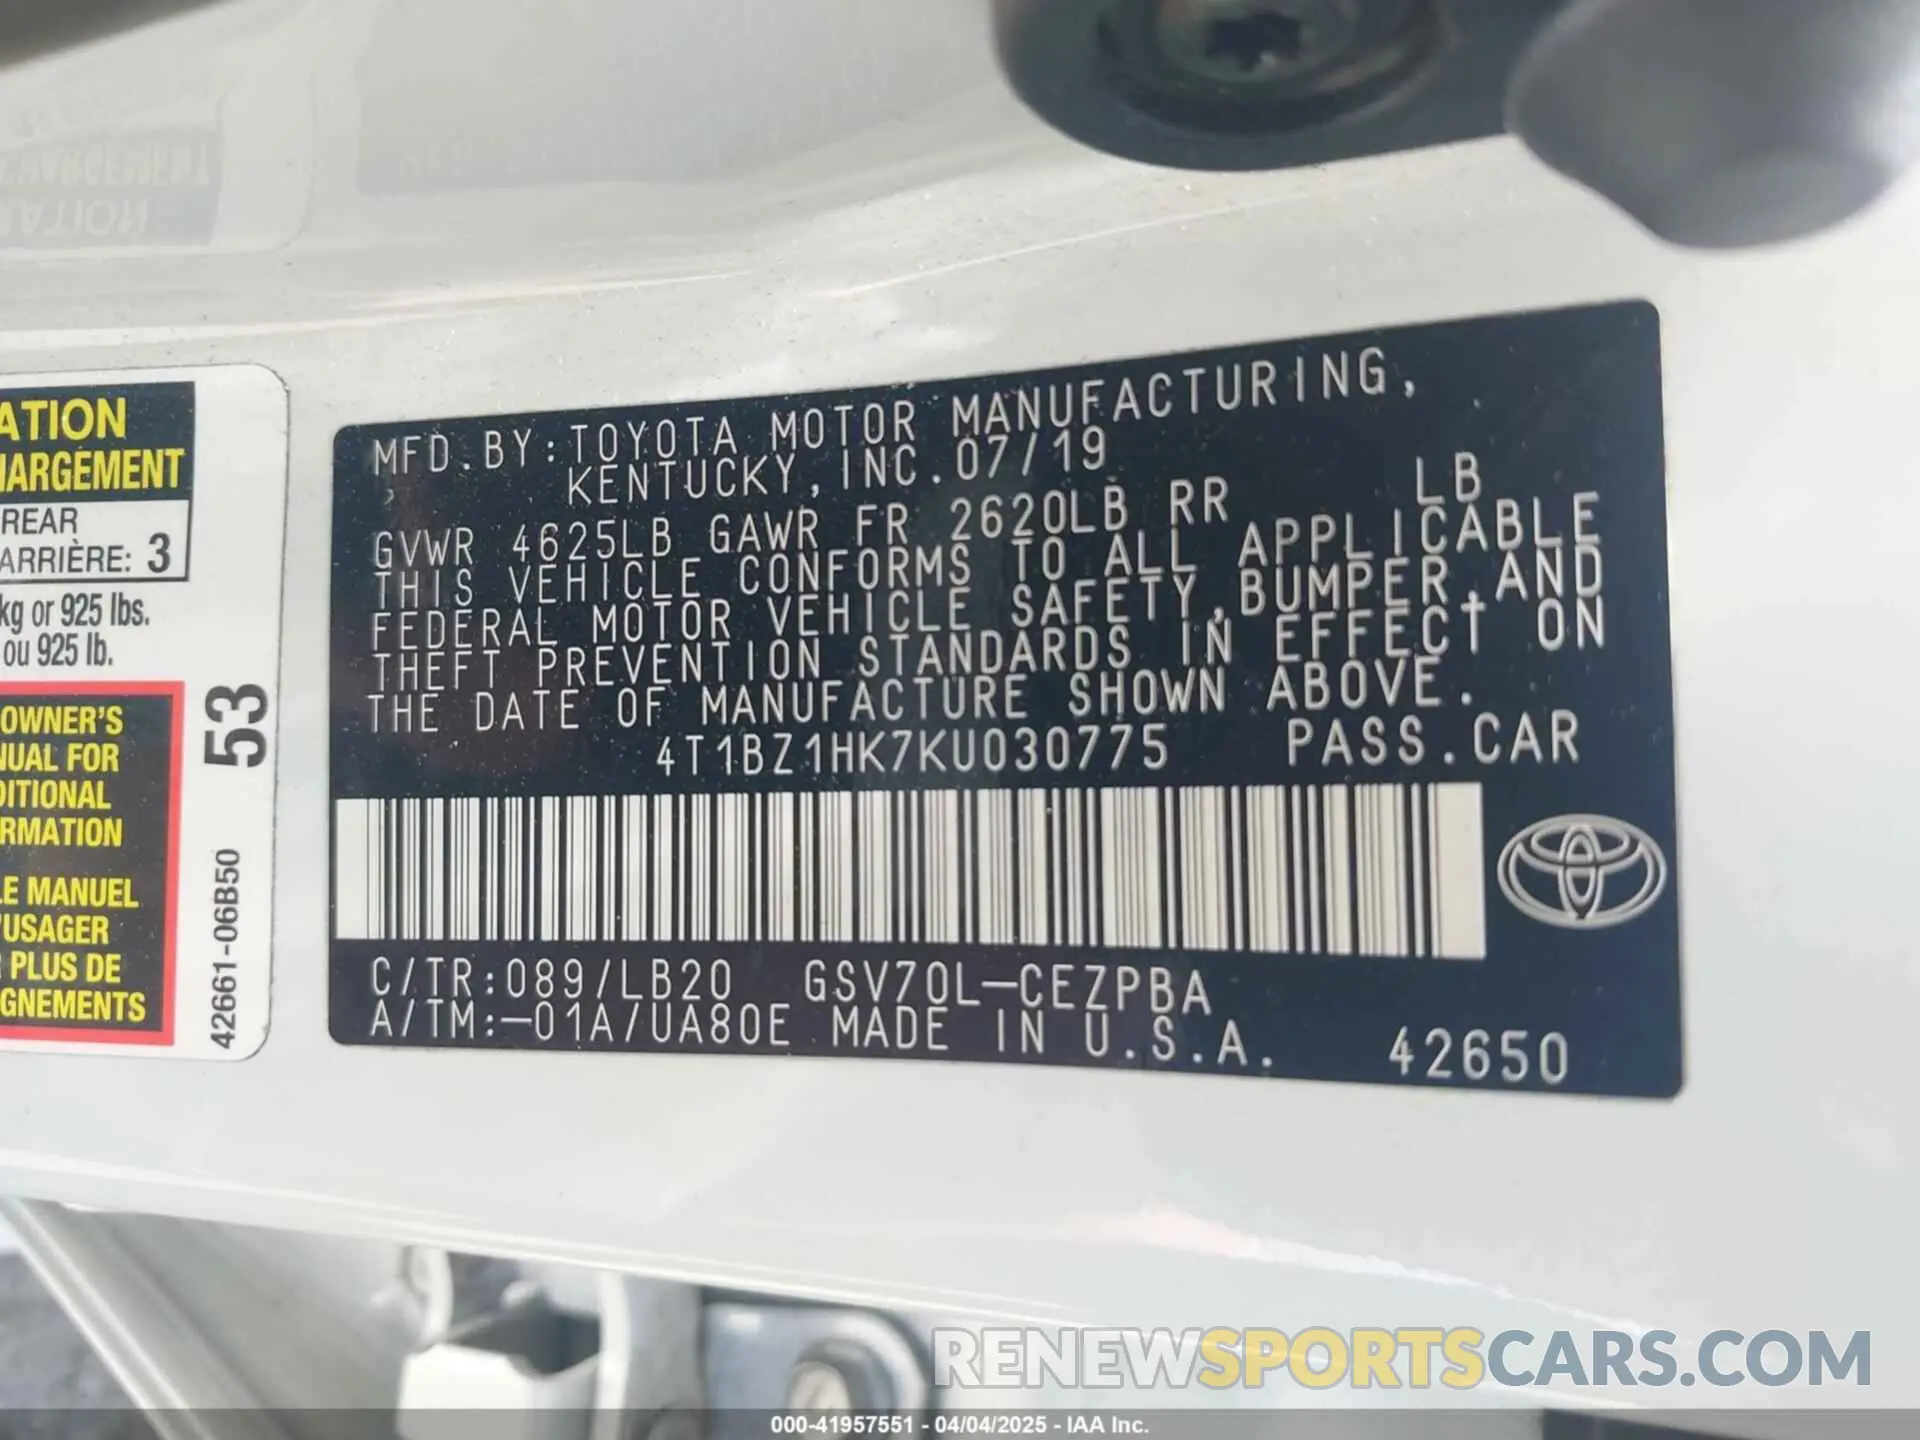 ATION
HARGEMENT
REAR
ARRIÈRE: 3
kg or 925 lbs.
ou 925 lb.
OWNER'S
NUAL FOR
DITIONAL
RMATION
LE MANUEL
'USAGER
R PLUS DE
GNEMENTS
53
42661-06B50
MFD.BY:TOYOTA MOTOR MANUFACTURING,
KENTUCKY,INC.07/19
GVWR 4625LB GAWR FR 2620LB RR LB
THIS VEHICLE CONFORMS TO ALL APPLICABLE
FEDERAL MOTOR VEHICLE SAFETY,BUMPER,AND
THEFT PREVENTION STANDARDS IN EFFECT ON
THE DATE OF MANUFACTURE SHOWN ABOVE.
4T1BZ1HK7KU030775 PASS.CAR
C/TR:089/LB20 GSV70L-CEZPBA
A/TM:-01A/UA80E MADE IN U.S.A. 42650
RENEWSPORTSCARS.COM
000-41957551 - 04/04/2025 - IAA Inc.